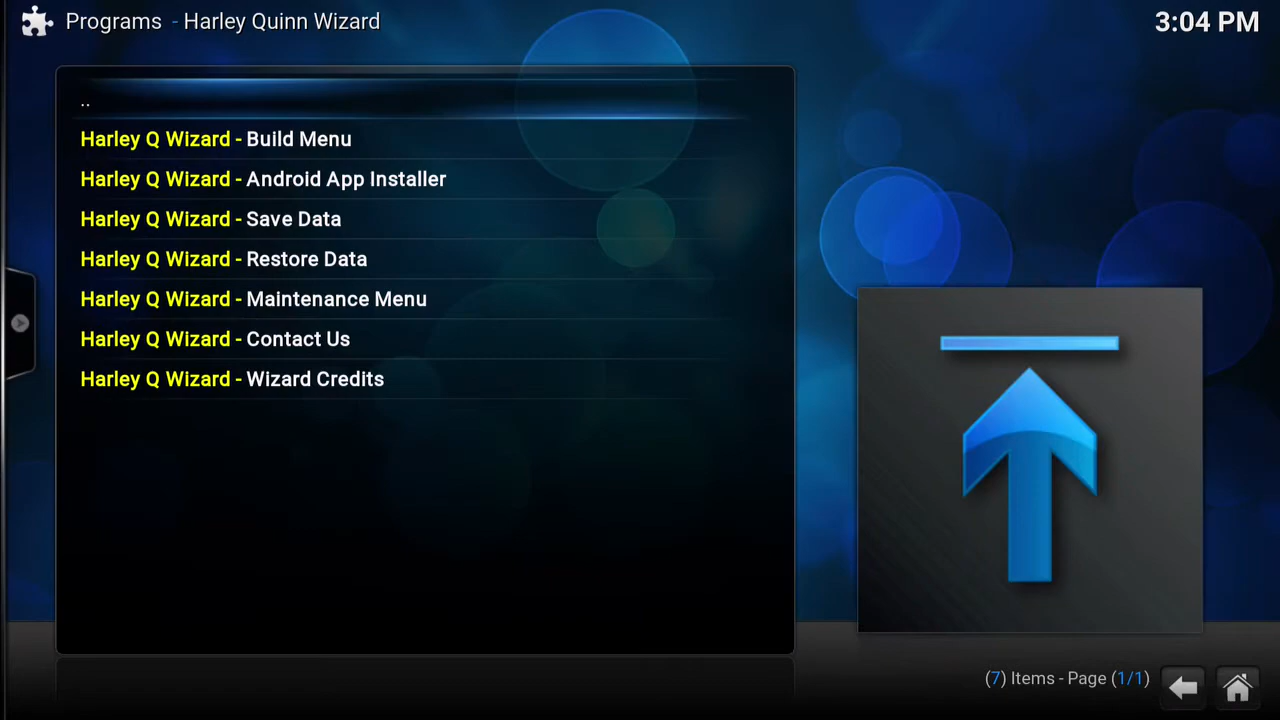 Programs - Harley Quinn Wizard
3:04 PM
..
Harley Q Wizard - Build Menu
Harley Q Wizard - Android App Installer
Harley Q Wizard - Save Data
Harley Q Wizard - Restore Data
Harley Q Wizard - Maintenance Menu
Harley Q Wizard - Contact Us
Harley Q Wizard - Wizard Credits
(7) Items - Page (1/1)